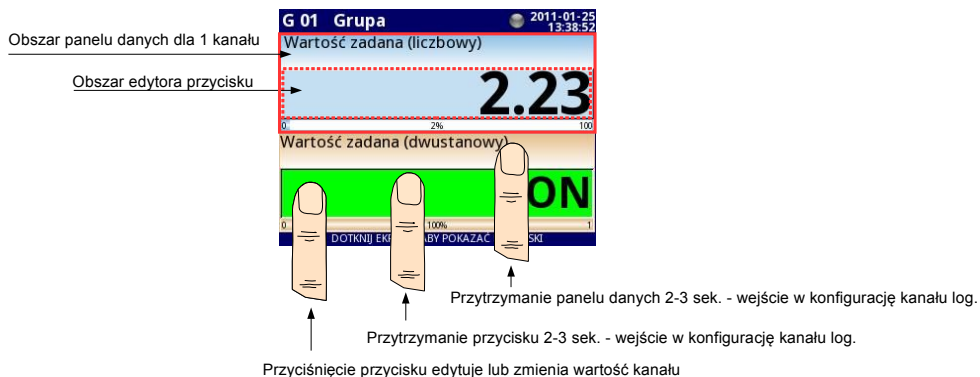 G 01 Grupa
2011-01-25
13:38:52
Obszar panelu danych dla 1 kanału
Wartość zadana (liczbowy)
Obszar edytora przycisku
2.23
0 2% 100
Wartość zadana (dwustanowy)
ON
0 100% 1
DOTKNIJ ABY POKAZAĆ
Przytrzymanie panelu danych 2-3 sek. - wejście w konfigurację kanału log.
Przytrzymanie przycisku 2-3 sek. - wejście w konfigurację kanału log.
Przyciśnięcie przycisku edytuje lub zmienia wartość kanału